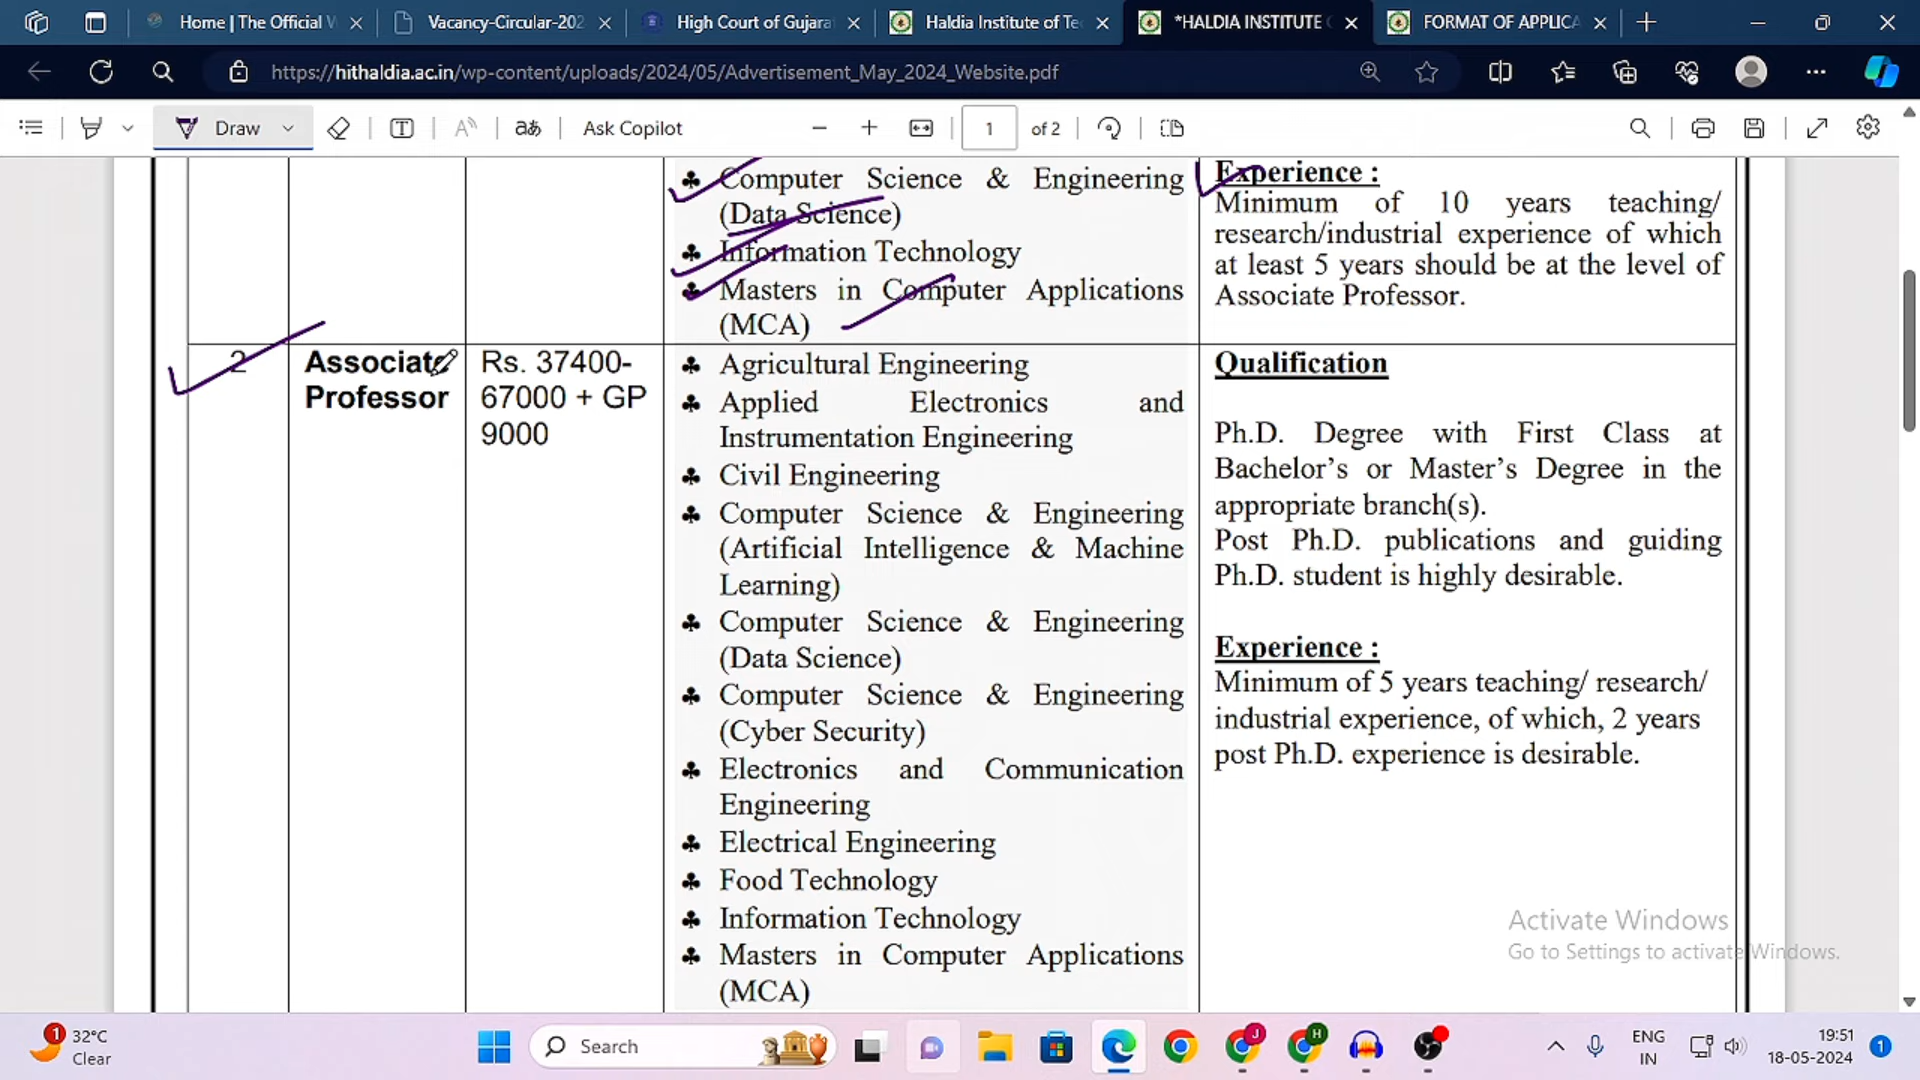 Home | The Official W
Vacancy-Circular-202
High Court of Gujara
Haldia Institute of Te
*HALDIA INSTITUTE
FORMAT OF APPLICA
https://hithaldia.ac.in/wp-content/uploads/2024/05/Advertisement_May_2024_Website.pdf
Draw
aあ
Ask Copilot
1
of 2
♣ Computer Science & Engineering
(Data Science)
♣ Information Technology
♣ Masters in Computer Applications
(MCA)
Experience :
Minimum of 10 years teaching/
research/industrial experience of which
at least 5 years should be at the level of
Associate Professor.
2
Associate
Professor
Rs. 37400-
67000 + GP
9000
♣ Agricultural Engineering
♣ Applied Electronics and
Instrumentation Engineering
♣ Civil Engineering
♣ Computer Science & Engineering
(Artificial Intelligence & Machine
Learning)
♣ Computer Science & Engineering
(Data Science)
♣ Computer Science & Engineering
(Cyber Security)
♣ Electronics and Communication
Engineering
♣ Electrical Engineering
♣ Food Technology
♣ Information Technology
♣ Masters in Computer Applications
(MCA)
Qualification
Ph.D. Degree with First Class at
Bachelor's or Master's Degree in the
appropriate branch(s).
Post Ph.D. publications and guiding
Ph.D. student is highly desirable.
Experience :
Minimum of 5 years teaching/ research/
industrial experience, of which, 2 years
post Ph.D. experience is desirable.
Activate Windows
Go to Settings to activate Windows.
1
32°C
Clear
Search
J
H
ENG
IN
19:51
18-05-2024
1